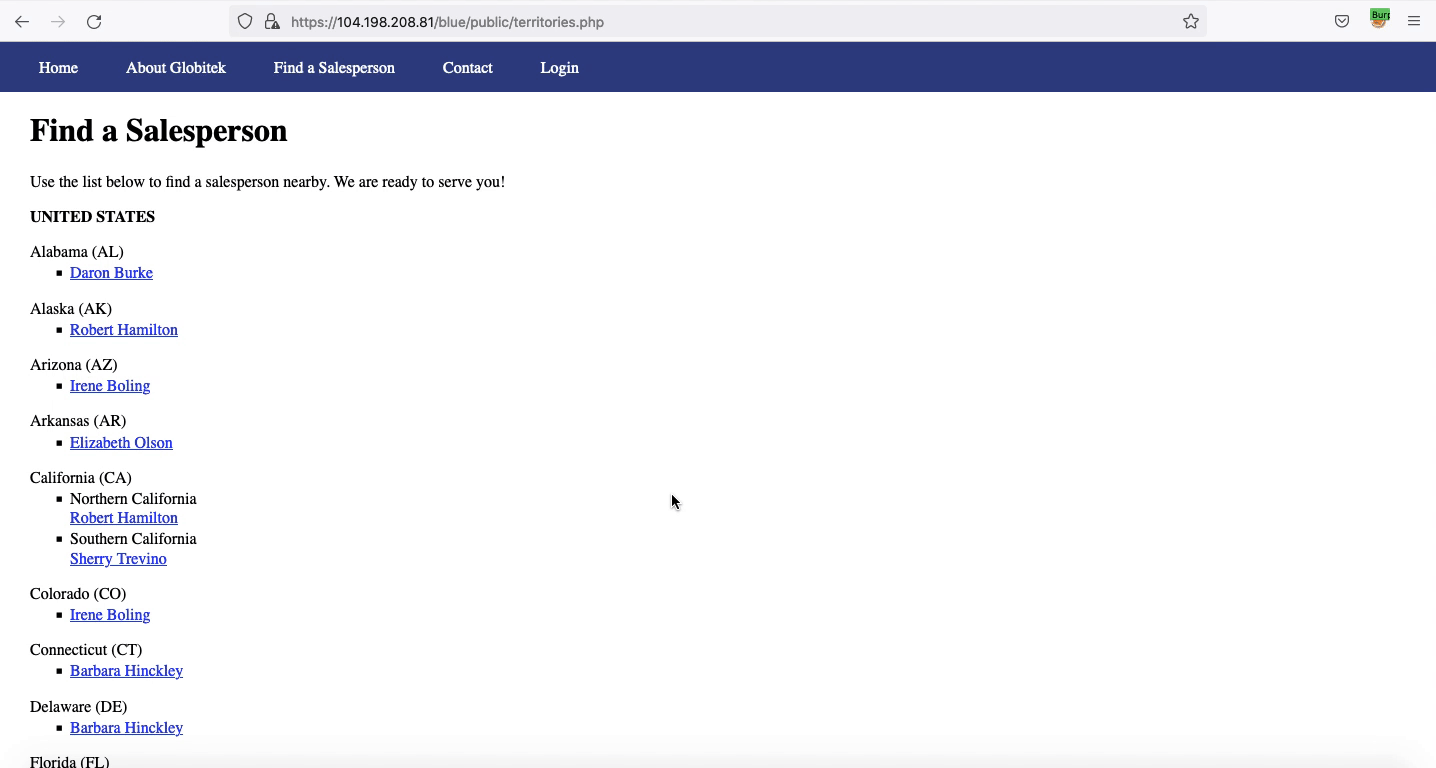 https://104.198.208.81/blue/public/territories.php
Burp
Home About Globitek Find a Salesperson Contact Login
Find a Salesperson
Use the list below to find a salesperson nearby. We are ready to serve you!
UNITED STATES
Alabama (AL)
Daron Burke
Alaska (AK)
Robert Hamilton
Arizona (AZ)
Irene Boling
Arkansas (AR)
Elizabeth Olson
California (CA)
Northern California
Robert Hamilton
Southern California
Sherry Trevino
Colorado (CO)
Irene Boling
Connecticut (CT)
Barbara Hinckley
Delaware (DE)
Barbara Hinckley
Florida (FL)